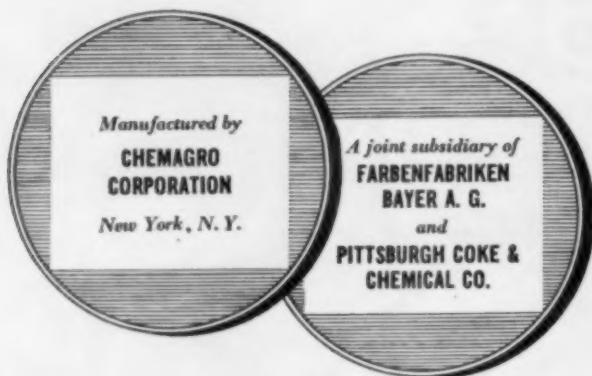 Manufactured by
CHEMAGRO
CORPORATION
New York, N. Y.
A joint subsidiary of
FARBENFABRIKEN
BAYER A. G.
and
PITTSBURGH COKE &
CHEMICAL CO.